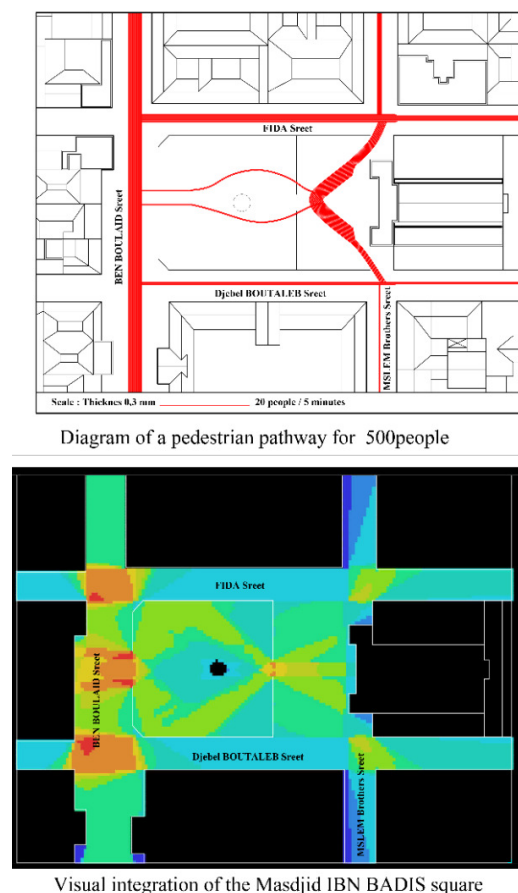 FIDA Sreet
BEN BOULAID Sreet
Djebel BOUTALEB Sreet
MSLEM Brothers Sreet
Scale : Thicknes 0,3 mm ____________ 20 people / 5 minutes
Diagram of a pedestrian pathway for 500people
FIDA Sreet
BEN BOULAID Sreet
Djebel BOUTALEB Sreet
MSLEM Brothers Sreet
Visual integration of the Masdjid IBN BADIS square